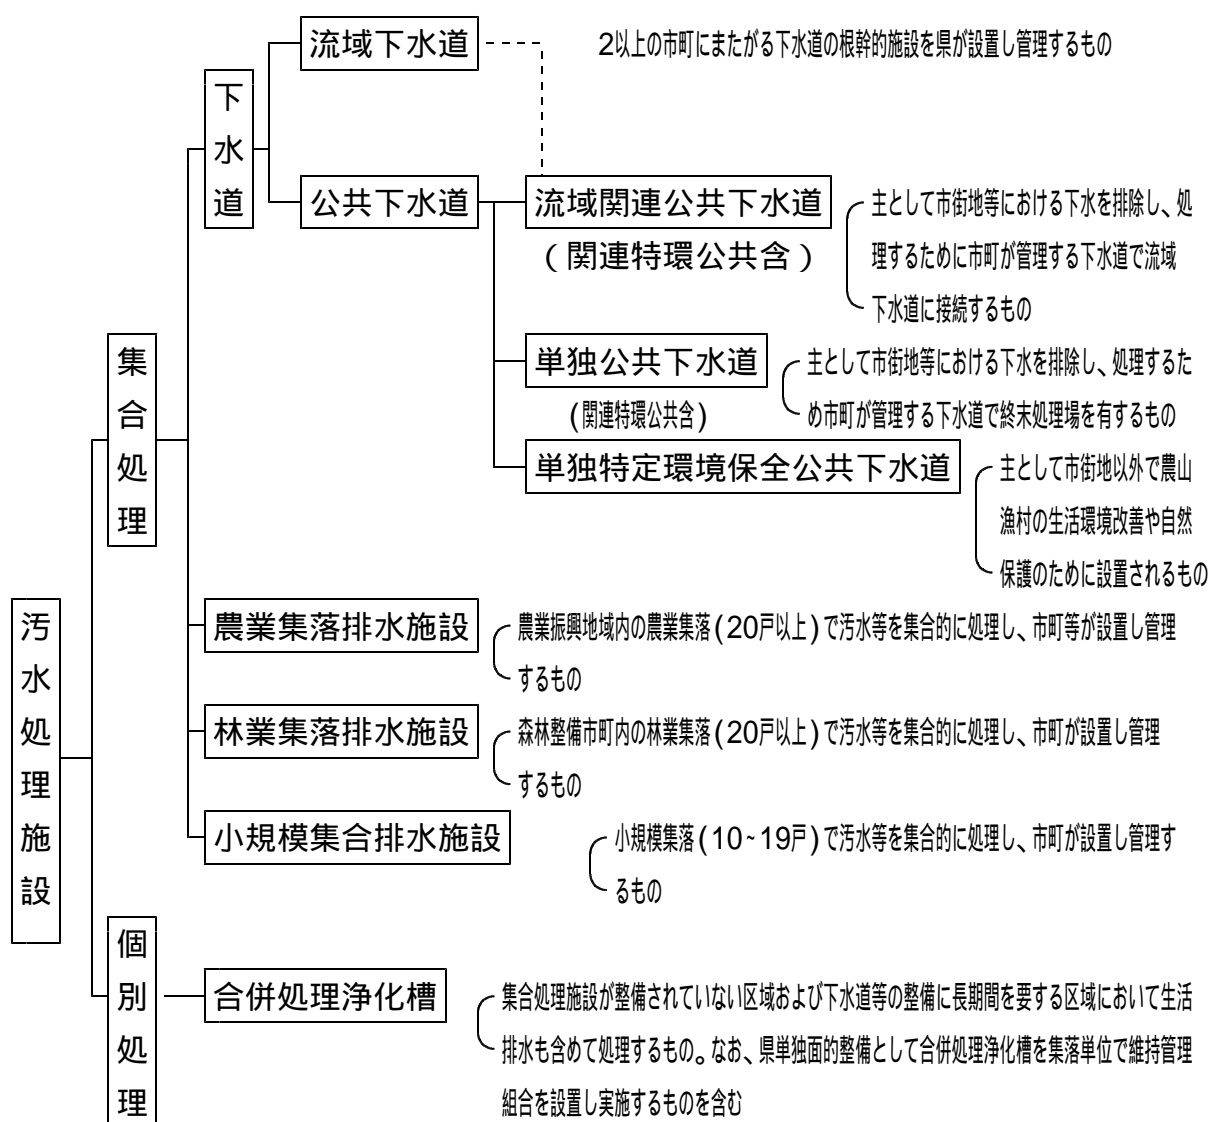 流域下水道
2以上の市町にまたがる下水道の根幹的施設を県が設置し管理するもの
下水道
公共下水道
流域関連公共下水道
(関連特環公共含)
主として市街地等における下水を排除し、処
理するために市町が管理する下水道で流域
下水道に接続するもの
集合処理
単独公共下水道
(関連特環公共含)
主として市街地等における下水を排除し、処理するた
め市町が管理する下水道で終末処理場を有するもの
単独特定環境保全公共下水道
主として市街地以外で農山
漁村の生活環境改善や自然
保護のために設置されるもの
汚水処理施設
農業集落排水施設
農業振興地域内の農業集落(20戸以上)で汚水等を集合的に処理し、市町等が設置し管理
するもの
林業集落排水施設
森林整備市町内の林業集落(20戸以上)で汚水等を集合的に処理し、市町が設置し管理
するもの
小規模集合排水施設
小規模集落(10~19戸)で汚水等を集合的に処理し、市町が設置し管理す
るもの
個別処理
合併処理浄化槽
集合処理施設が整備されていない区域および下水道等の整備に長期間を要する区域において生活
排水も含めて処理するもの。なお、県単独面的整備として合併処理浄化槽を集落単位で維持管理
組合を設置し実施するものを含む